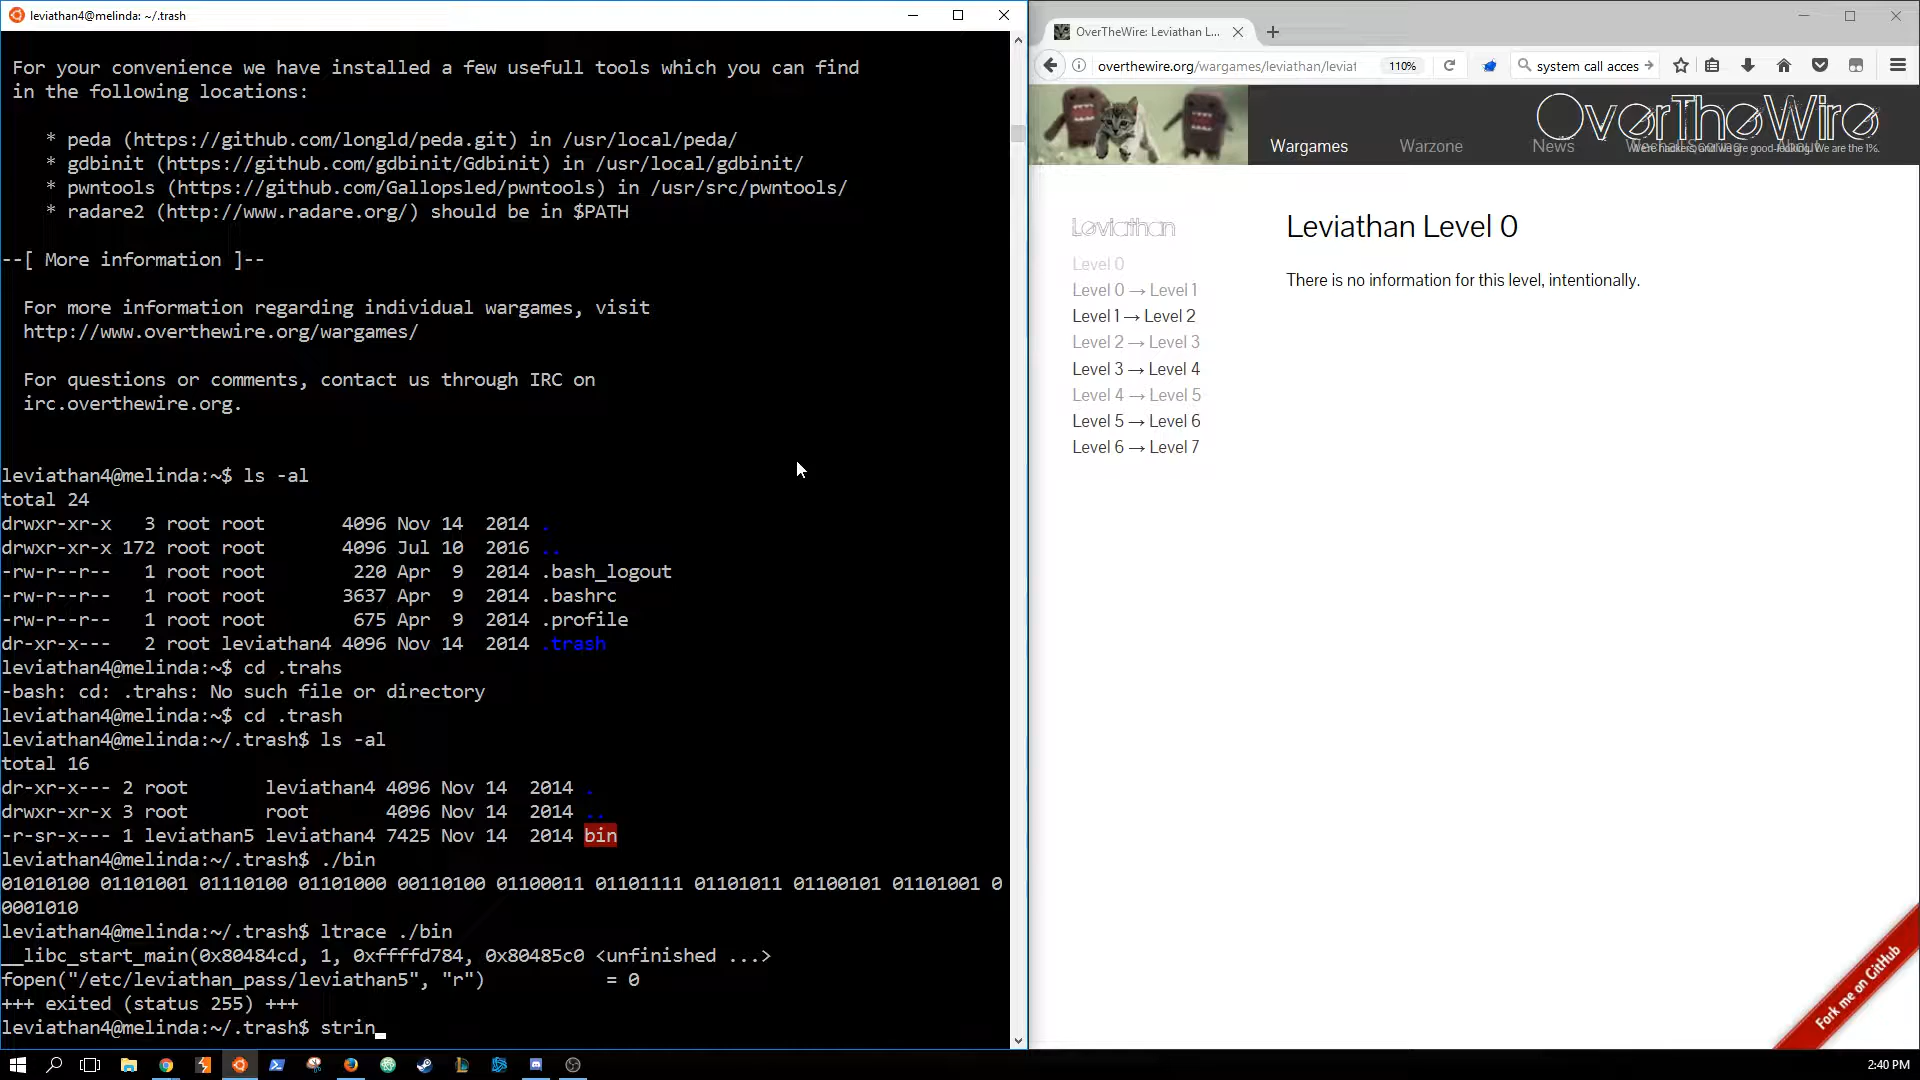 leviathan4@melinda: ~/.trash
For your convenience we have installed a few usefull tools which you can find
in the following locations:
* peda (https://github.com/longld/peda.git) in /usr/local/peda/
* gdbinit (https://github.com/gdbinit/Gdbinit) in /usr/local/gdbinit/
* pwntools (https://github.com/Gallopsled/pwntools) in /usr/src/pwntools/
* radare2 (http://www.radare.org/) should be in $PATH
--[ More information ]--
For more information regarding individual wargames, visit
http://www.overthewire.org/wargames/
For questions or comments, contact us through IRC on
irc.overthewire.org.
leviathan4@melinda:~$ ls -al
total 24
drwxr-xr-x   3 root root       4096 Nov 14  2014 .
drwxr-xr-x 172 root root       4096 Jul 10  2016 ..
-rw-r--r--   1 root root        220 Apr  9  2014 .bash_logout
-rw-r--r--   1 root root       3637 Apr  9  2014 .bashrc
-rw-r--r--   1 root root        675 Apr  9  2014 .profile
dr-xr-x---   2 root leviathan4 4096 Nov 14  2014 .trash
leviathan4@melinda:~$ cd .trahs
-bash: cd: .trahs: No such file or directory
leviathan4@melinda:~$ cd .trash
leviathan4@melinda:~/.trash$ ls -al
total 16
dr-xr-x--- 2 root       leviathan4 4096 Nov 14  2014 .
drwxr-xr-x 3 root       root       4096 Nov 14  2014 ..
-r-sr-x--- 1 leviathan5 leviathan4 7425 Nov 14  2014 bin
leviathan4@melinda:~/.trash$ ./bin
01010100 01101001 01110100 01101000 00110100 01100011 01101111 01101011 01100101 01101001 0
0001010
leviathan4@melinda:~/.trash$ ltrace ./bin
__libc_start_main(0x80484cd, 1, 0xffffd784, 0x80485c0 <unfinished ...>
fopen("/etc/leviathan_pass/leviathan5", "r")           = 0
+++ exited (status 255) +++
leviathan4@melinda:~/.trash$ strin
OverTheWire: Leviathan L...
overthewire.org/wargames/leviathan/leviat
110%
system call acces
OverTheWire
We're hackers, and we are good-looking. We are the 1%.
Wargames
Warzone
News
Wechall Scoring
About
Leviathan
Level 0
Level 0 → Level 1
Level 1 → Level 2
Level 2 → Level 3
Level 3 → Level 4
Level 4 → Level 5
Level 5 → Level 6
Level 6 → Level 7
Leviathan Level 0
There is no information for this level, intentionally.
Fork me on GitHub
2:40 PM